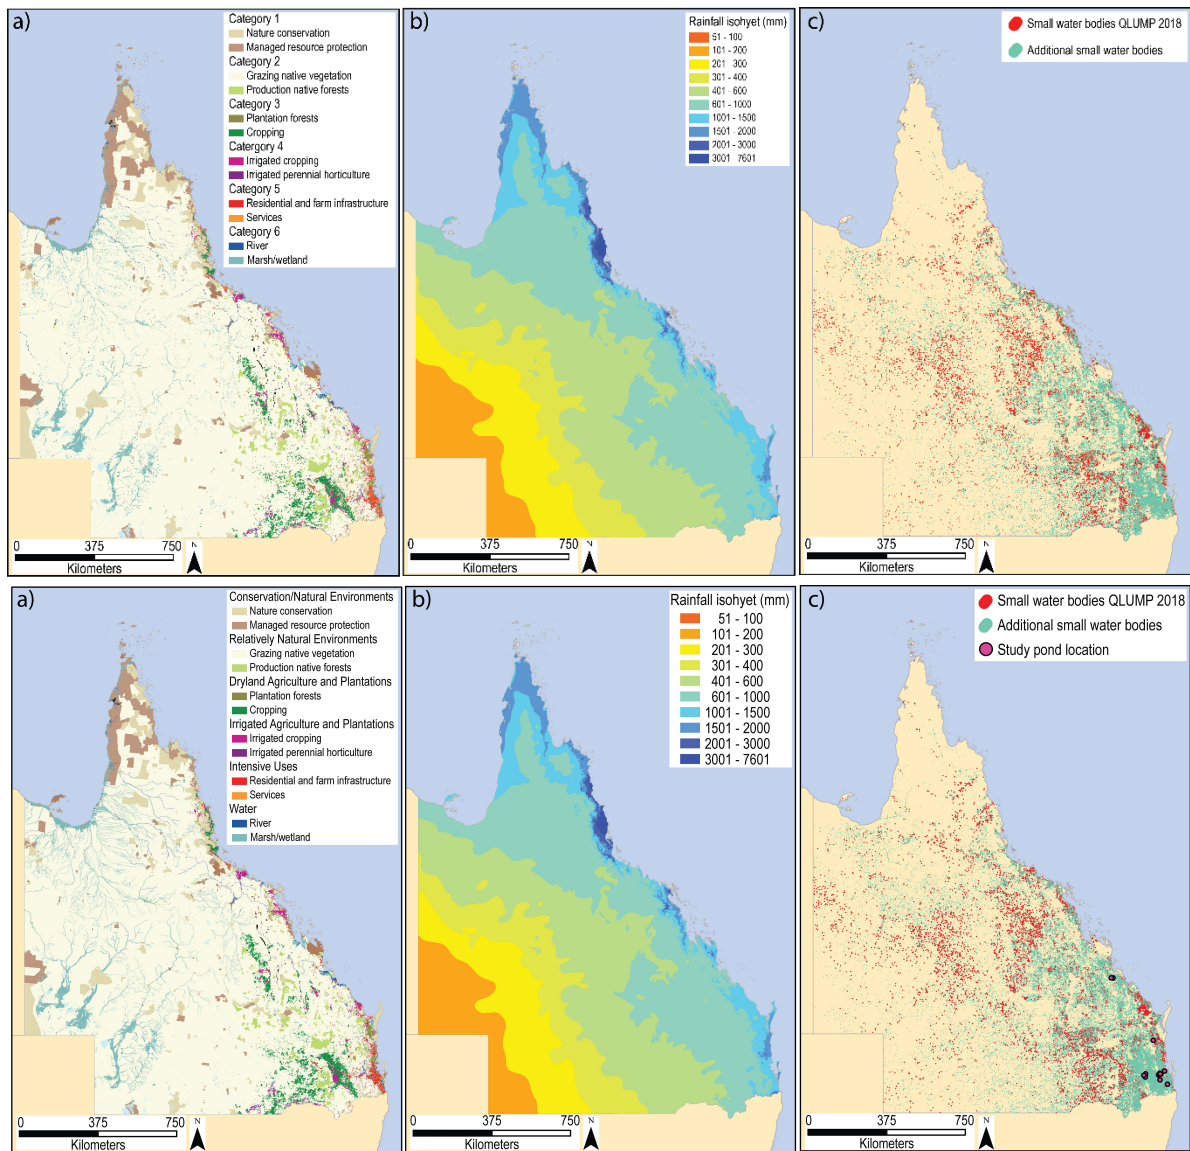 a)
Category 1
Nature conservation
Managed resource protection
Category 2
Grazing native vegetation
Production native forests
Category 3
Plantation forests
Cropping
Catergory 4
Irrigated cropping
Irrigated perennial horticulture
Category 5
Residential and farm infrastructure
Services
Category 6
River
Marsh/wetland
0 375 750
Kilometers
N
b)
Rainfall isohyet (mm)
51 - 100
101 - 200
201 - 300
301 - 400
401 - 600
601 - 1000
1001 - 1500
1501 - 2000
2001 - 3000
3001 - 7601
0 375 750
Kilometers
N
c)
Small water bodies QLUMP 2018
Additional small water bodies
0 375 750
Kilometers
N
a)
Conservation/Natural Environments
Nature conservation
Managed resource protection
Relatively Natural Environments
Grazing native vegetation
Production native forests
Dryland Agriculture and Plantations
Plantation forests
Cropping
Irrigated Agriculture and Plantations
Irrigated cropping
Irrigated perennial horticulture
Intensive Uses
Residential and farm infrastructure
Services
Water
River
Marsh/wetland
0 375 750
Kilometers
N
b)
Rainfall isohyet (mm)
51 - 100
101 - 200
201 - 300
301 - 400
401 - 600
601 - 1000
1001 - 1500
1501 - 2000
2001 - 3000
3001 - 7601
0 375 750
Kilometers
N
c)
Small water bodies QLUMP 2018
Additional small water bodies
Study pond location
0 375 750
Kilometers
N